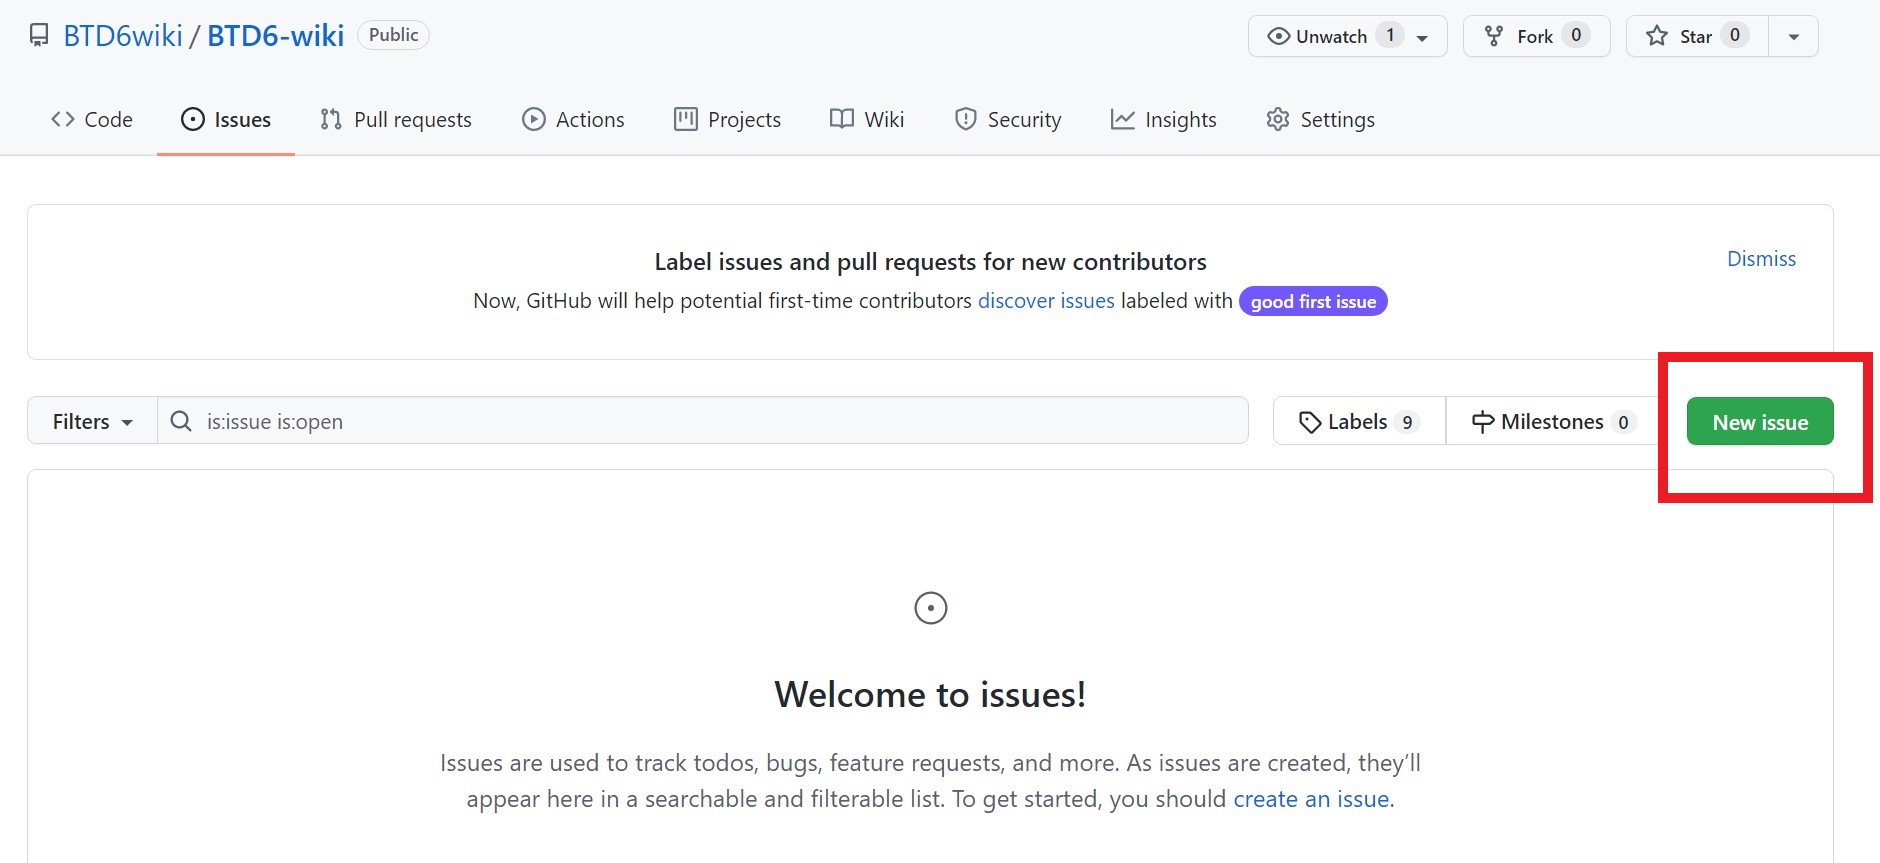 BTD6wiki / BTD6-wiki Public Unwatch 1 Fork 0 Star 0
Code Issues Pull requests Actions Projects Wiki Security Insights Settings
Label issues and pull requests for new contributors Dismiss
Now, GitHub will help potential first-time contributors discover issues labeled with good first issue
Filters is:issue is:open Labels 9 Milestones 0 New issue
Welcome to issues!
Issues are used to track todos, bugs, feature requests, and more. As issues are created, they’ll
appear here in a searchable and filterable list. To get started, you should create an issue.